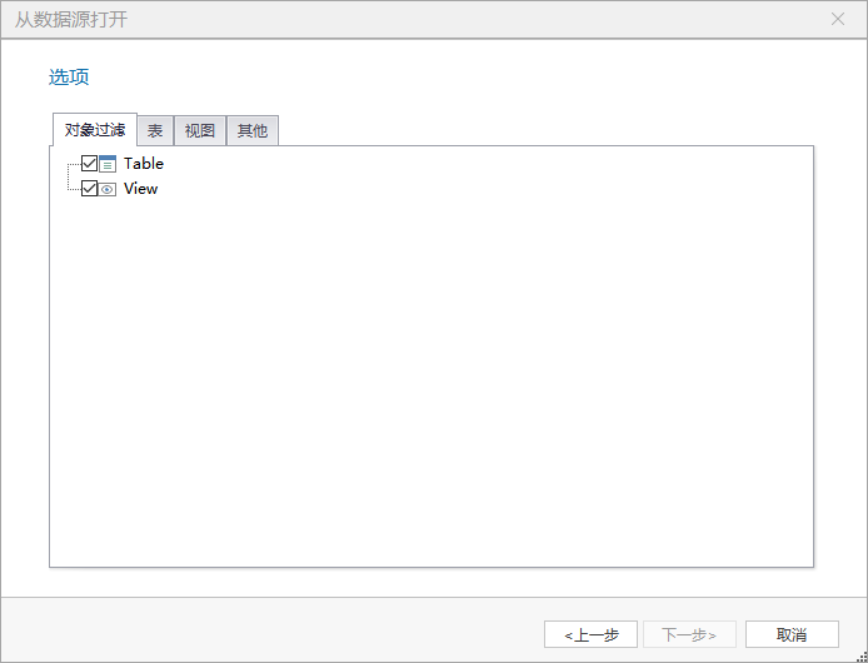 从数据源打开
选项
对象过滤 表 视图 其他
Table
View
<上一步 下一步> 取消